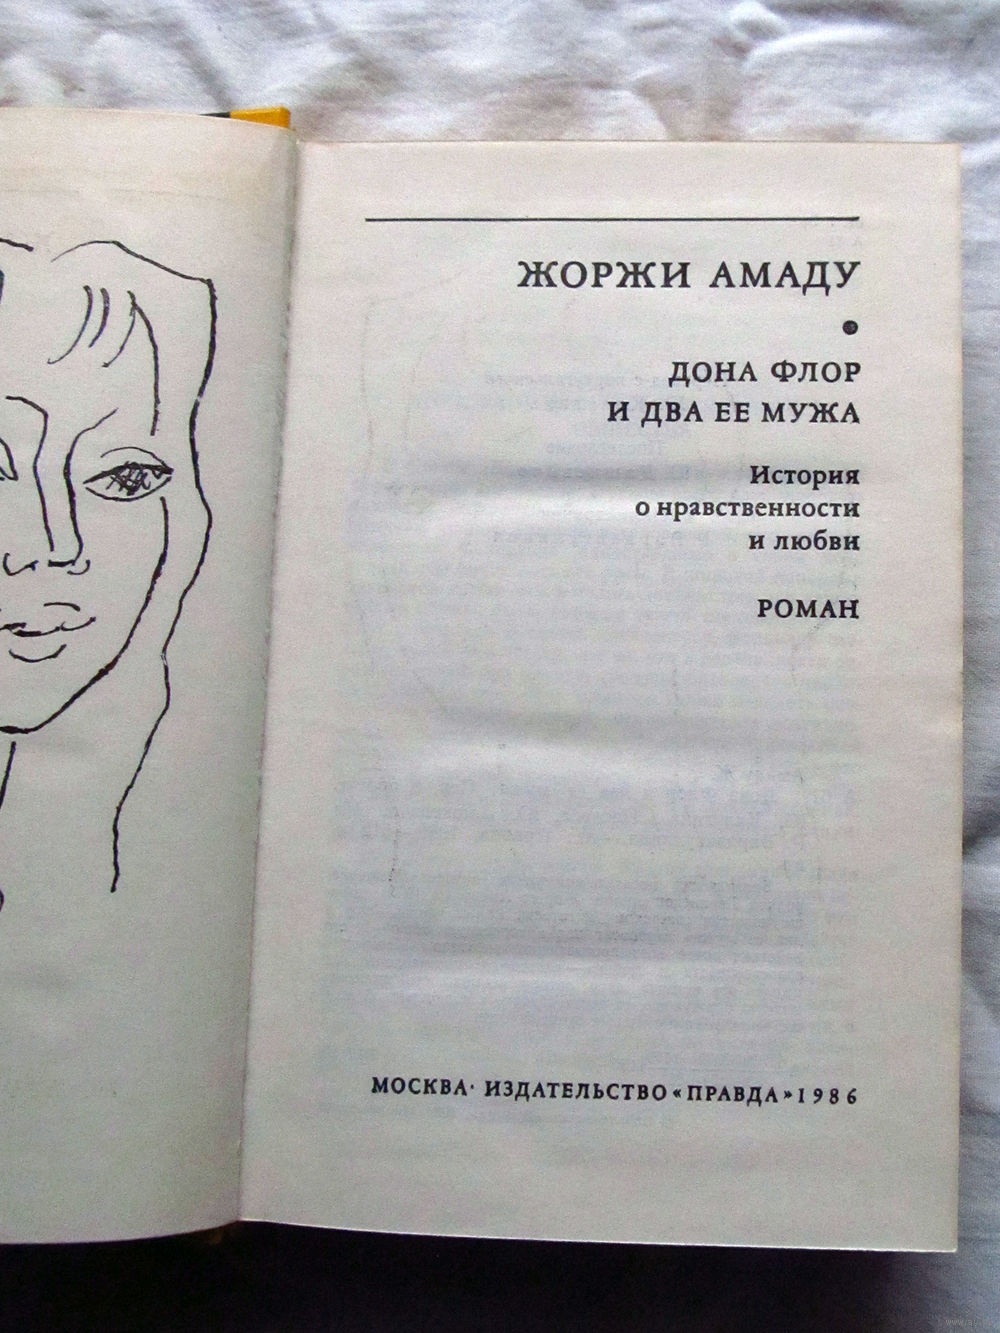 ЖОРЖИ АМАДУ
●
ДОНА ФЛОР
И ДВА ЕЕ МУЖА
История
о нравственности
и любви
РОМАН
МОСКВА· ИЗДАТЕЛЬСТВО «ПРАВДА» 1986